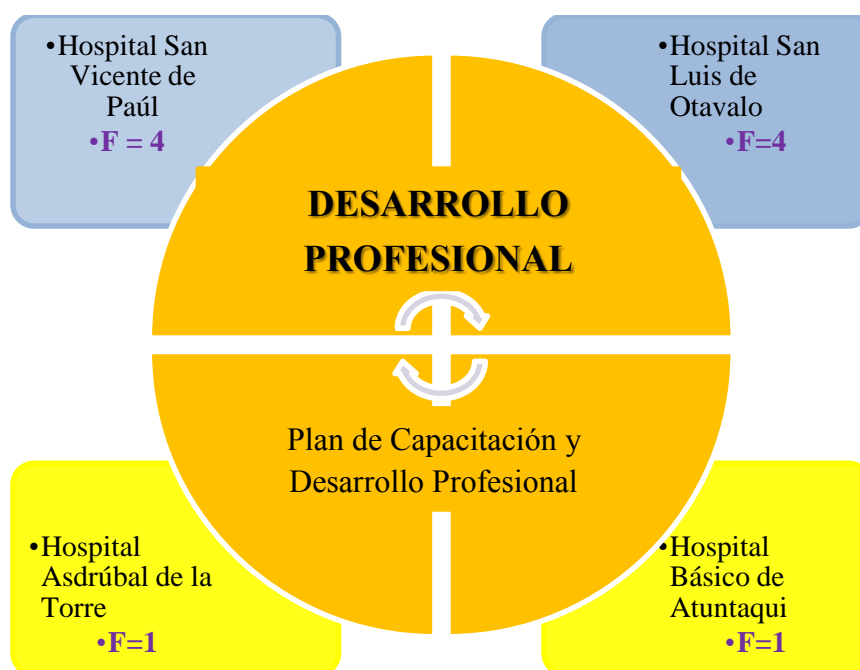 •Hospital San
Vicente de
Paúl
•F = 4
•Hospital San
Luis de
Otavalo
•F=4
DESARROLLO
PROFESIONAL
Plan de Capacitación y
Desarrollo Profesional
•Hospital
Asdrúbal de la
Torre
•F=1
•Hospital
Básico de
Atuntaqui
•F=1